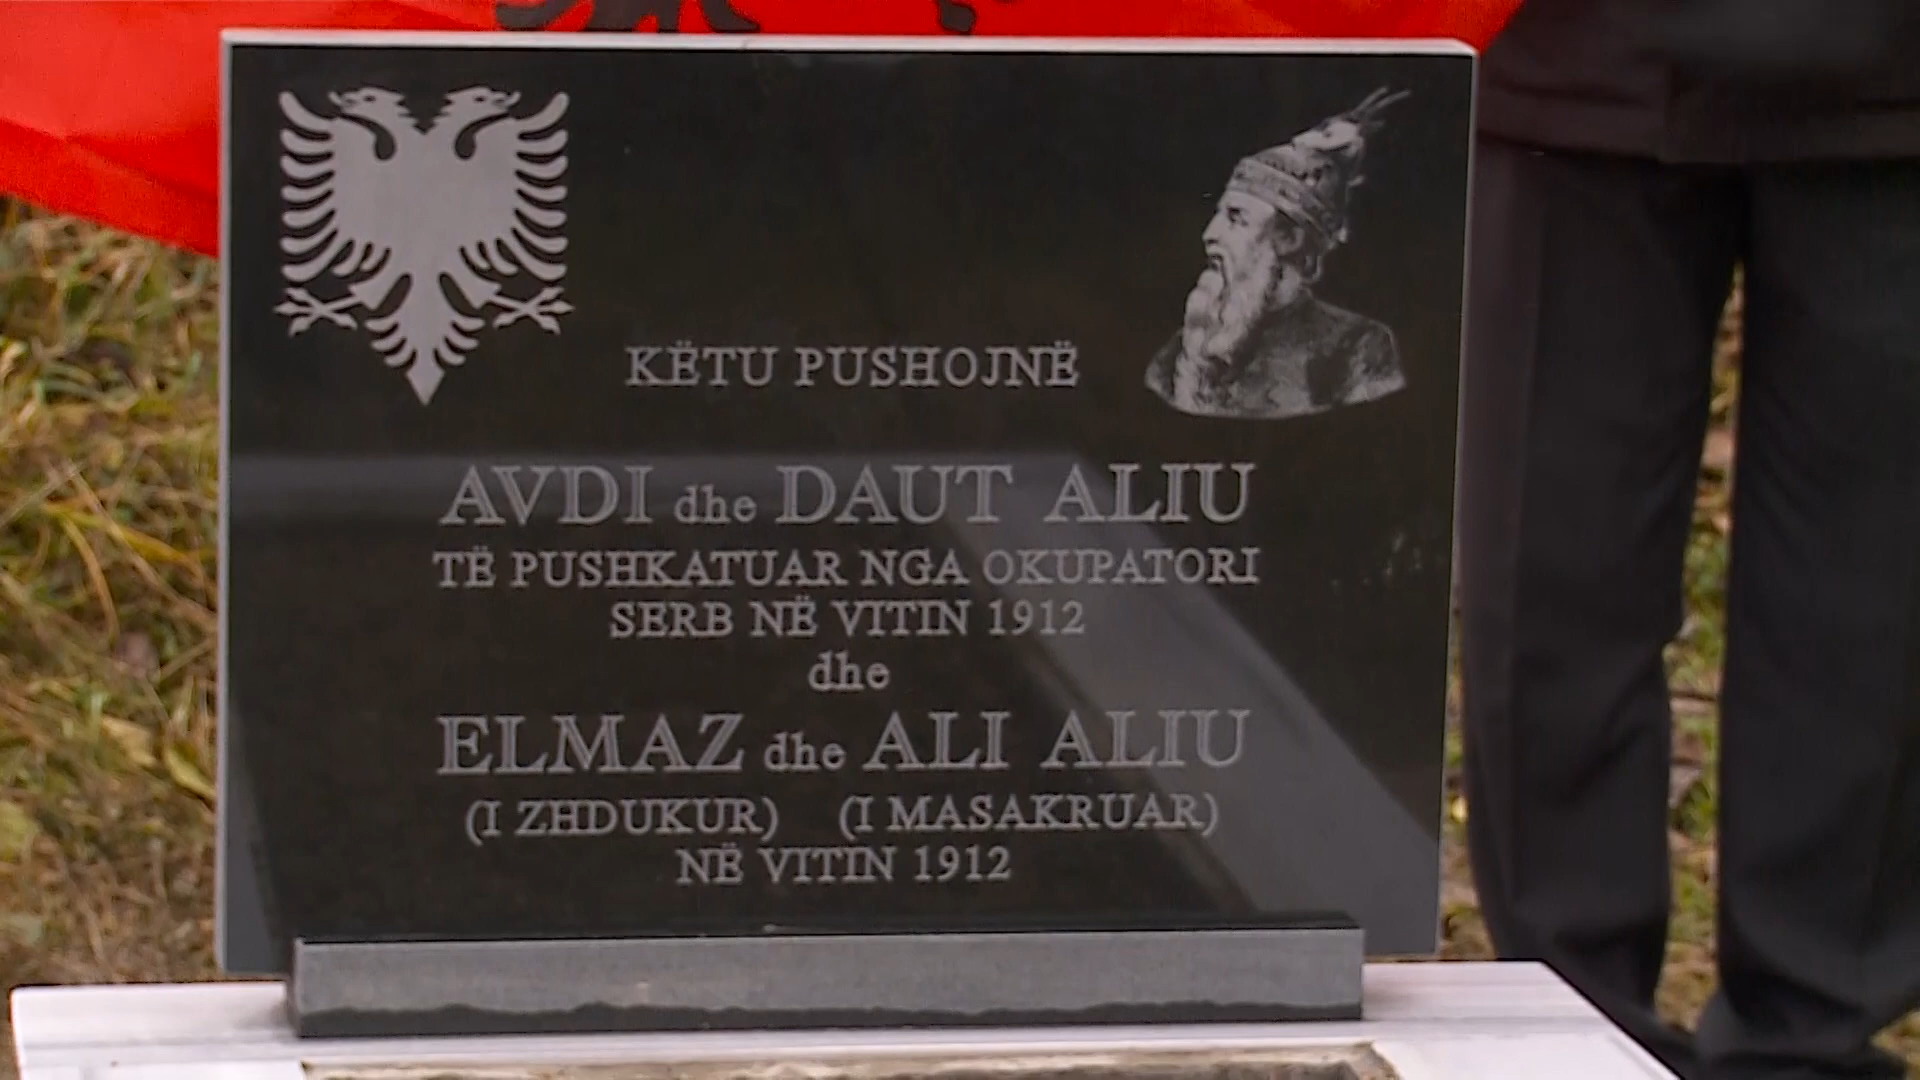 KËTU PUSHOJNË
AVDI dhe DAUT ALIU
TË PUSHKATUAR NGA OKUPATORI
SERB NË VITIN 1912
dhe
ELMAZ dhe ALI ALIU
(I ZHDUKUR) (I MASAKRUAR)
NË VITIN 1912